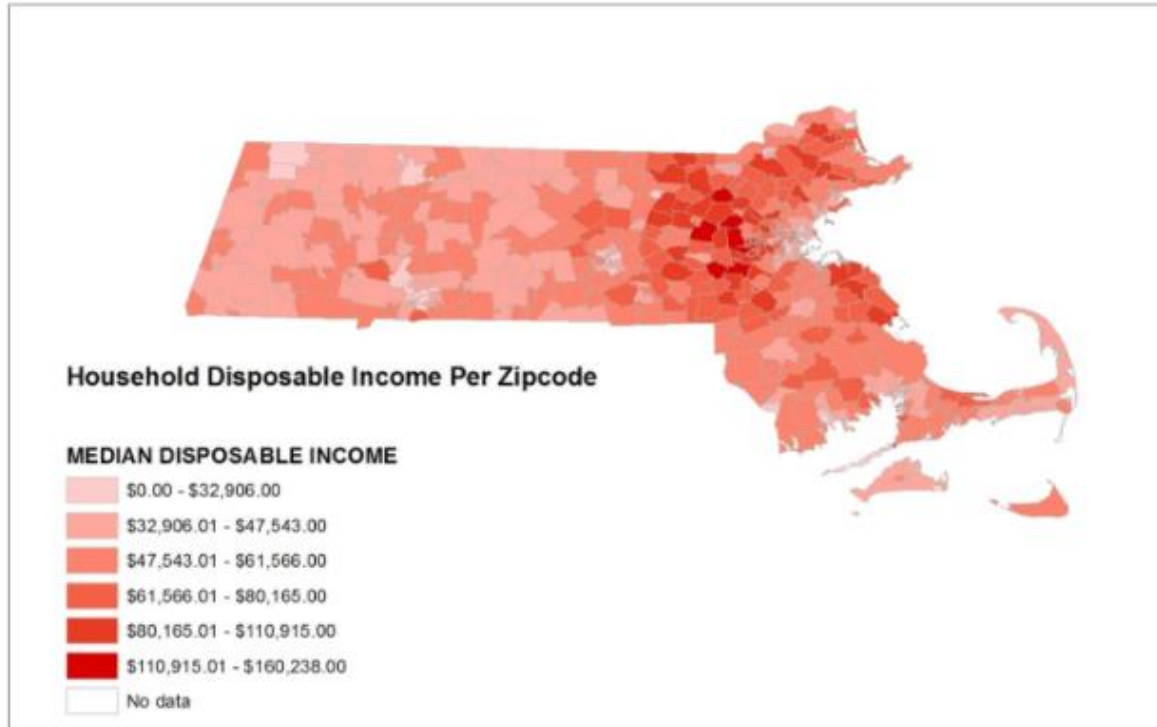 Household Disposable Income Per Zipcode
MEDIAN DISPOSABLE INCOME
$0.00 - $32,906.00
$32,906.01 - $47,543.00
$47,543.01 - $61,566.00
$61,566.01 - $80,165.00
$80,165.01 - $110,915.00
$110,915.01 - $160,238.00
No data